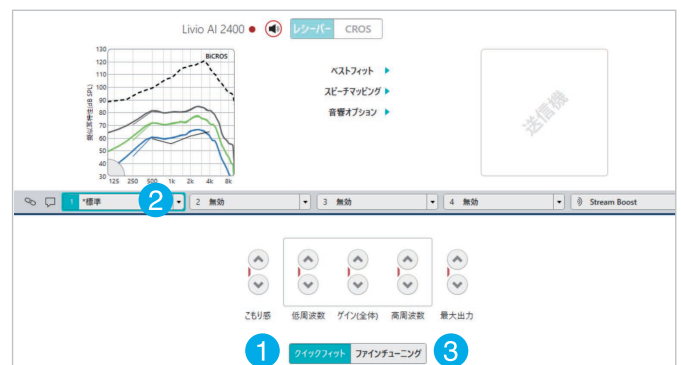 Livio AI 2400 レシーバー CROS
BiCROS
130
120
110
100
90
80
70
60
50
40
30
125 250 500 1k 2k 4k 8k
ベストフィット
スピーチマッピング
音響オプション
送信機
1 *標準 2 2 無効 3 無効 4 無効 Stream Boost
こもり感 低周波数 ゲイン(全体) 高周波数 最大出力
1 クイックフィット ファインチューニング 3